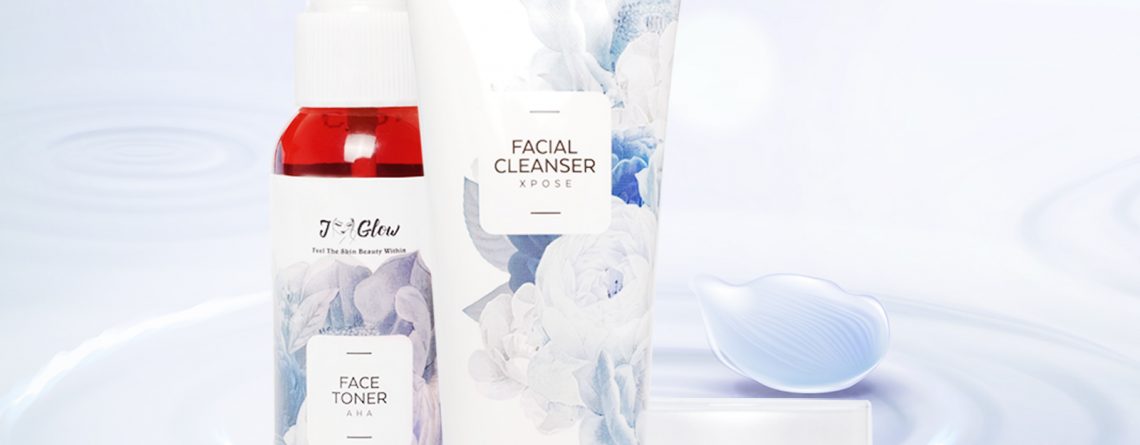 J Glow
Feel The Skin Beauty Within
FACE
TONER
AHA
FACIAL
CLEANSER
XPOSE